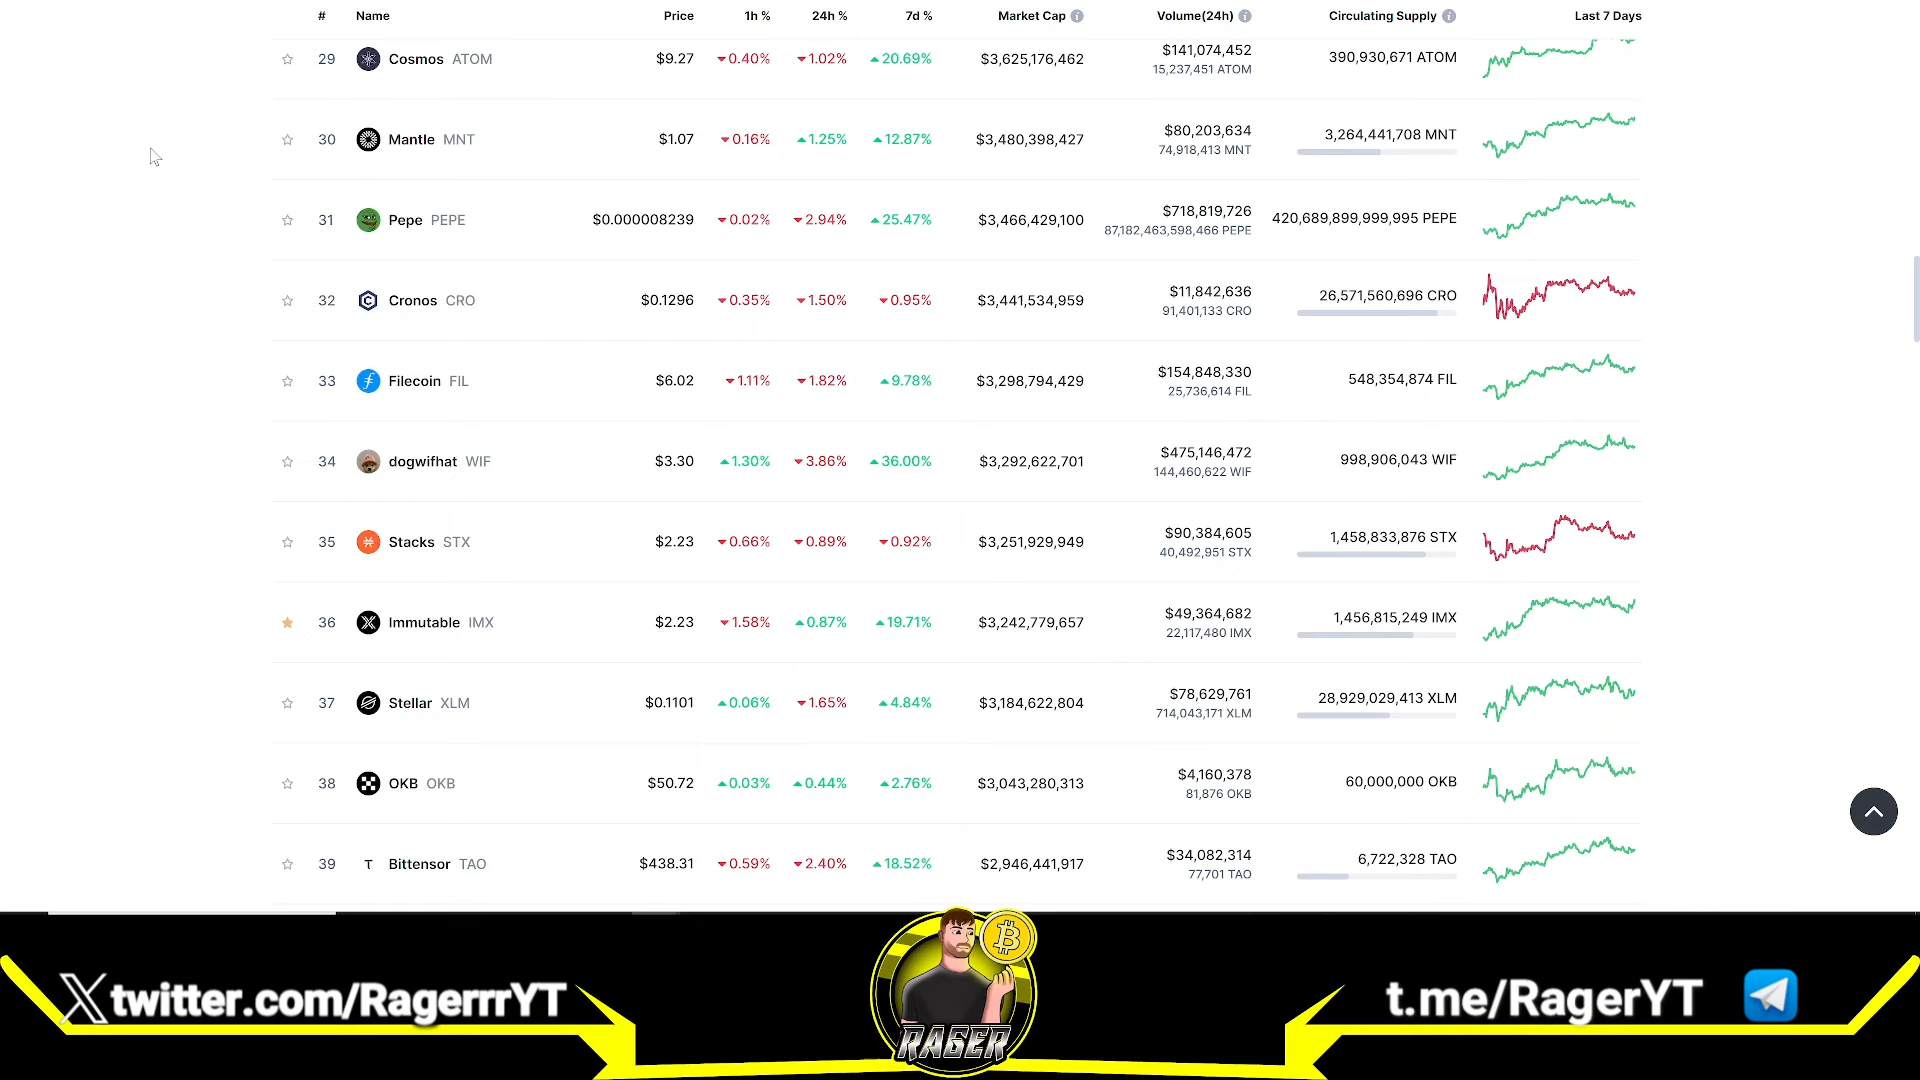 # Name Price 1h % 24h % 7d % Market Cap Volume(24h) Circulating Supply Last 7 Days
29 Cosmos ATOM $9.27 0.40% 1.02% 20.69% $3,625,176,462 $141,074,452 390,930,671 ATOM
15,237,451 ATOM
30 Mantle MNT $1.07 0.16% 1.25% 12.87% $3,480,398,427 $80,203,634 3,264,441,708 MNT
74,918,413 MNT
31 Pepe PEPE $0.000008239 0.02% 2.94% 25.47% $3,466,429,100 $718,819,726 420,689,899,999,995 PEPE
87,182,463,598,466 PEPE
32 Cronos CRO $0.1296 0.35% 1.50% 0.95% $3,441,534,959 $11,842,636 26,571,560,696 CRO
91,401,133 CRO
33 Filecoin FIL $6.02 1.11% 1.82% 9.78% $3,298,794,429 $154,848,330 548,354,874 FIL
25,736,614 FIL
34 dogwifhat WIF $3.30 1.30% 3.86% 36.00% $3,292,622,701 $475,146,472 998,906,043 WIF
144,460,622 WIF
35 Stacks STX $2.23 0.66% 0.89% 0.92% $3,251,929,949 $90,384,605 1,458,833,876 STX
40,492,951 STX
36 Immutable IMX $2.23 1.58% 0.87% 19.71% $3,242,779,657 $49,364,682 1,456,815,249 IMX
22,117,480 IMX
37 Stellar XLM $0.1101 0.06% 1.65% 4.84% $3,184,622,804 $78,629,761 28,929,029,413 XLM
714,043,171 XLM
38 OKB OKB $50.72 0.03% 0.44% 2.76% $3,043,280,313 $4,160,378 60,000,000 OKB
81,876 OKB
39 T Bittensor TAO $438.31 0.59% 2.40% 18.52% $2,946,441,917 $34,082,314 6,722,328 TAO
77,701 TAO
X twitter.com/RagerrrYT
RAGER
t.me/RagerYT